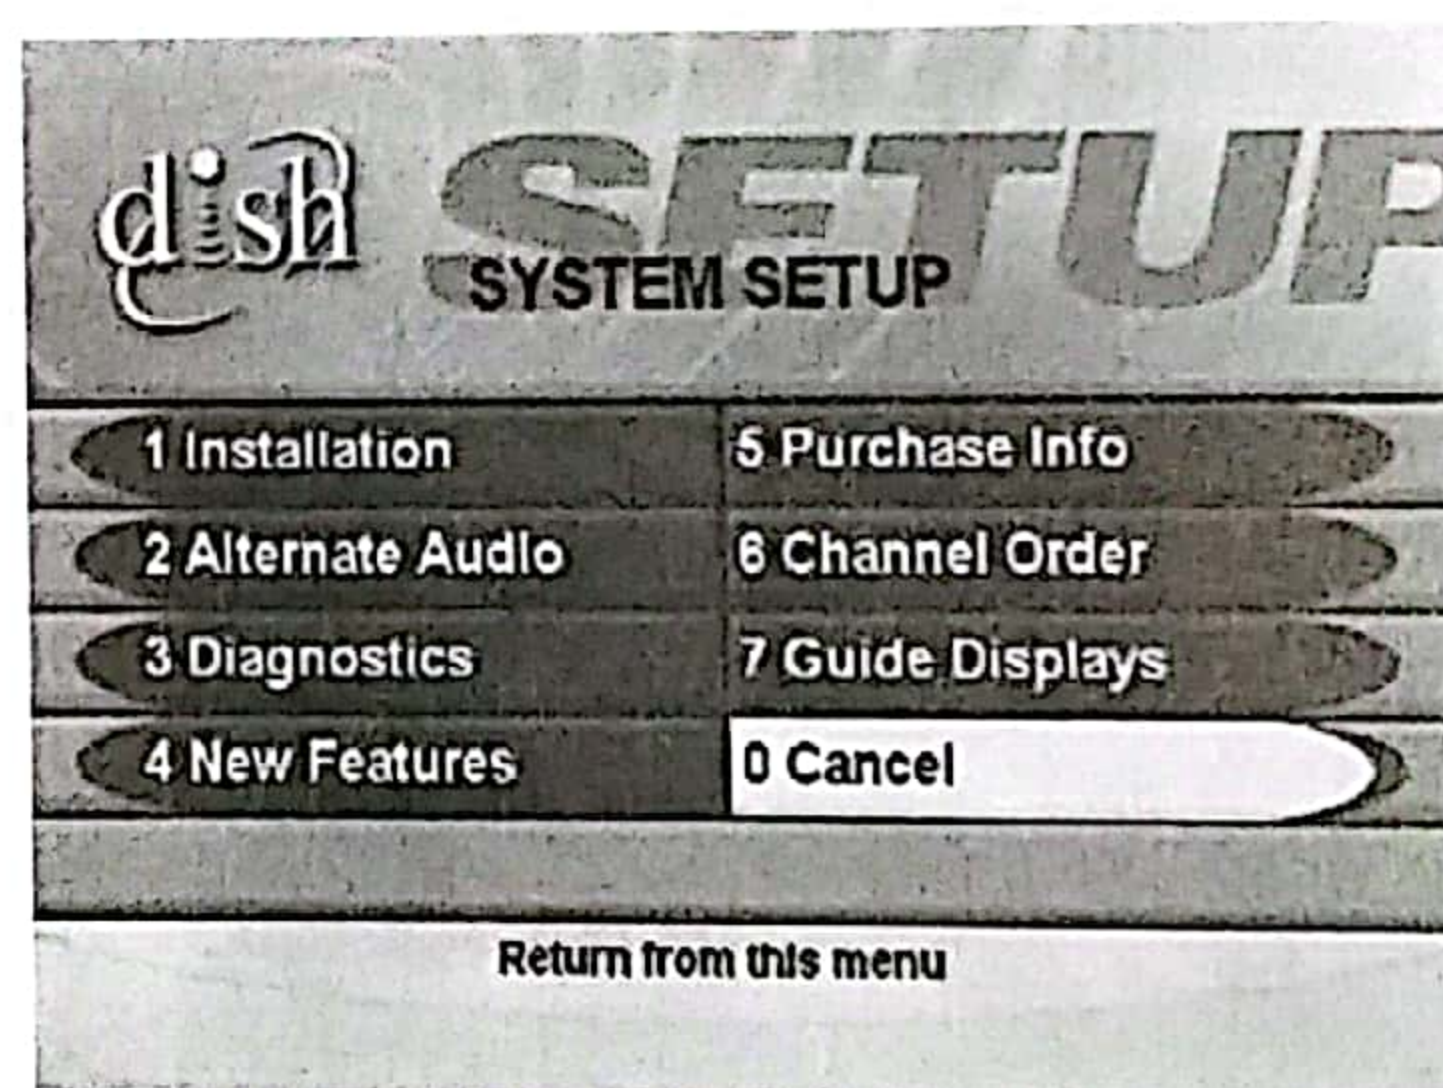 dish
SETUP
SYSTEM SETUP
1 Installation
2 Alternate Audio
3 Diagnostics
4 New Features
5 Purchase Info
6 Channel Order
7 Guide Displays
0 Cancel
Return from this menu